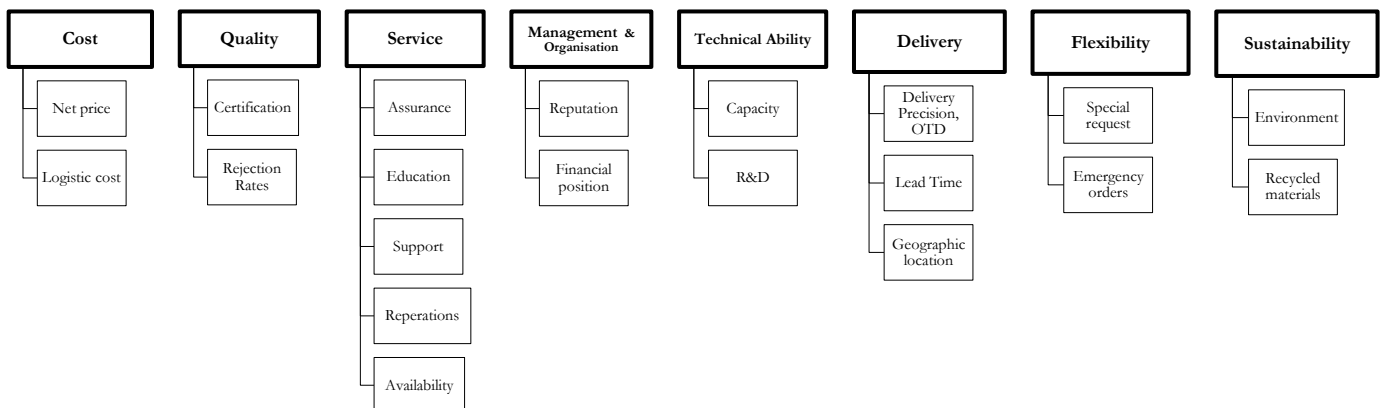 Cost
Net price
Logistic cost
Quality
Certification
Rejection
Rates
Service
Assurance
Education
Support
Reperations
Availability
Management &
Organisation
Reputation
Financial
position
Technical Ability
Capacity
R&D
Delivery
Delivery
Precision,
OTD
Lead Time
Geographic
location
Flexibility
Special
request
Emergency
orders
Sustainability
Environment
Recycled
materials